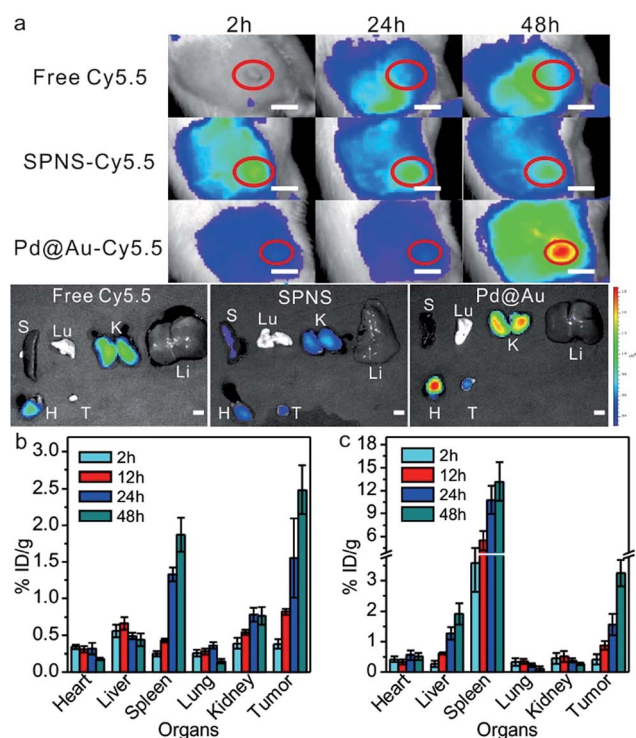 a
2h 24h 48h
Free Cy5.5
SPNS-Cy5.5
Pd@Au-Cy5.5
Free Cy5.5
S Lu K Li
H T
SPNS
S Lu K Li
H T
Pd@Au
S Lu K Li
H T
b
2h
12h
24h
48h
% ID/g
3.0
2.5
2.0
1.5
1.0
0.5
0.0
Heart Liver Spleen Lung Kidney Tumor
Organs
c
2h
12h
24h
48h
% ID/g
18
15
12
9
6
4
3
2
1
0
Heart Liver Spleen Lung Kidney Tumor
Organs